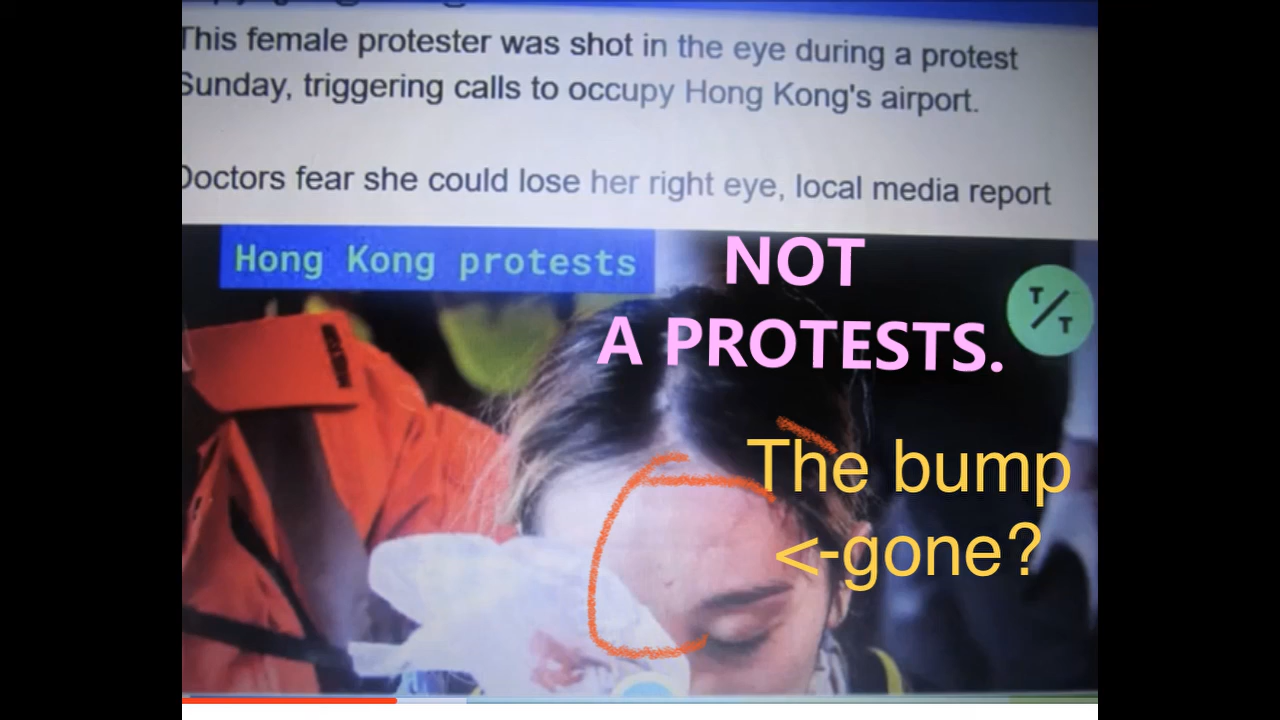 This female protester was shot in the eye during a protest
Sunday, triggering calls to occupy Hong Kong's airport.
Doctors fear she could lose her right eye, local media report
Hong Kong protests
NOT
A PROTESTS.
T/T
The bump
<-gone?